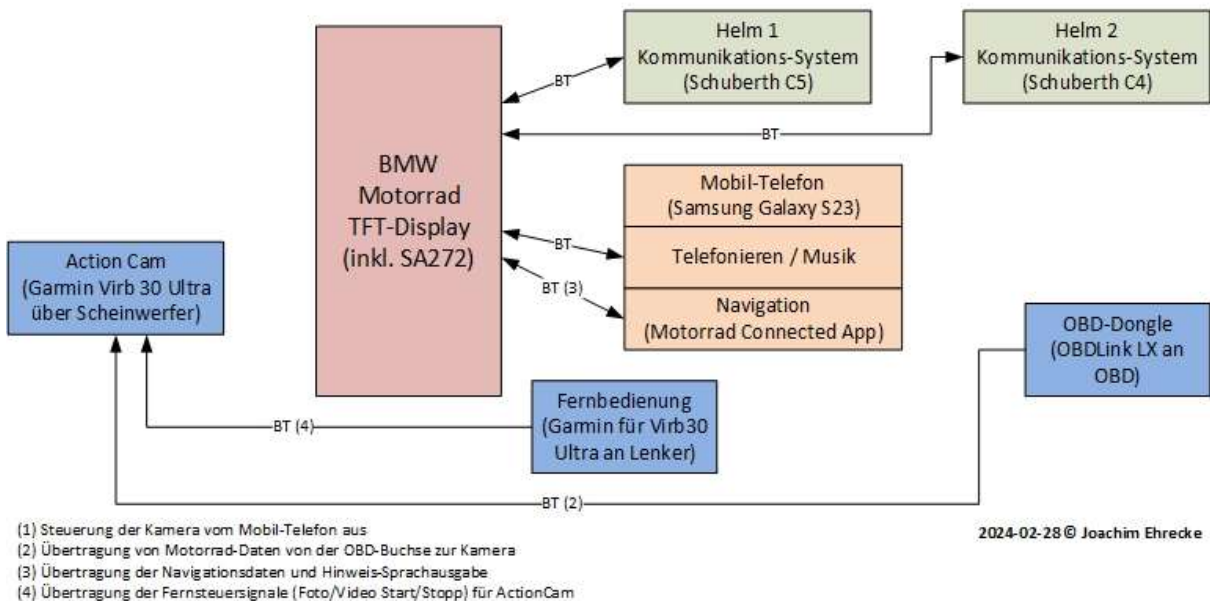 Helm 1
Kommunikations-System
(Schuberth C5)
Helm 2
Kommunikations-System
(Schuberth C4)
BT
BT
BMW
Motorrad
TFT-Display
(inkl. SA272)
Mobil-Telefon
(Samsung Galaxy S23)
Telefonieren / Musik
Navigation
(Motorrad Connected App)
BT
BT (3)
Action Cam
(Garmin Virb 30 Ultra
über Scheinwerfer)
OBD-Dongle
(OBDLink LX an
OBD)
Fernbedienung
(Garmin für Virb30
Ultra an Lenker)
BT (4)
BT (2)
(1) Steuerung der Kamera vom Mobil-Telefon aus
(2) Übertragung von Motorrad-Daten von der OBD-Buchse zur Kamera
(3) Übertragung der Navigationsdaten und Hinweis-Sprachausgabe
(4) Übertragung der Fernsteuersignale (Foto/Video Start/Stopp) für ActionCam
2024-02-28 © Joachim Ehrecke